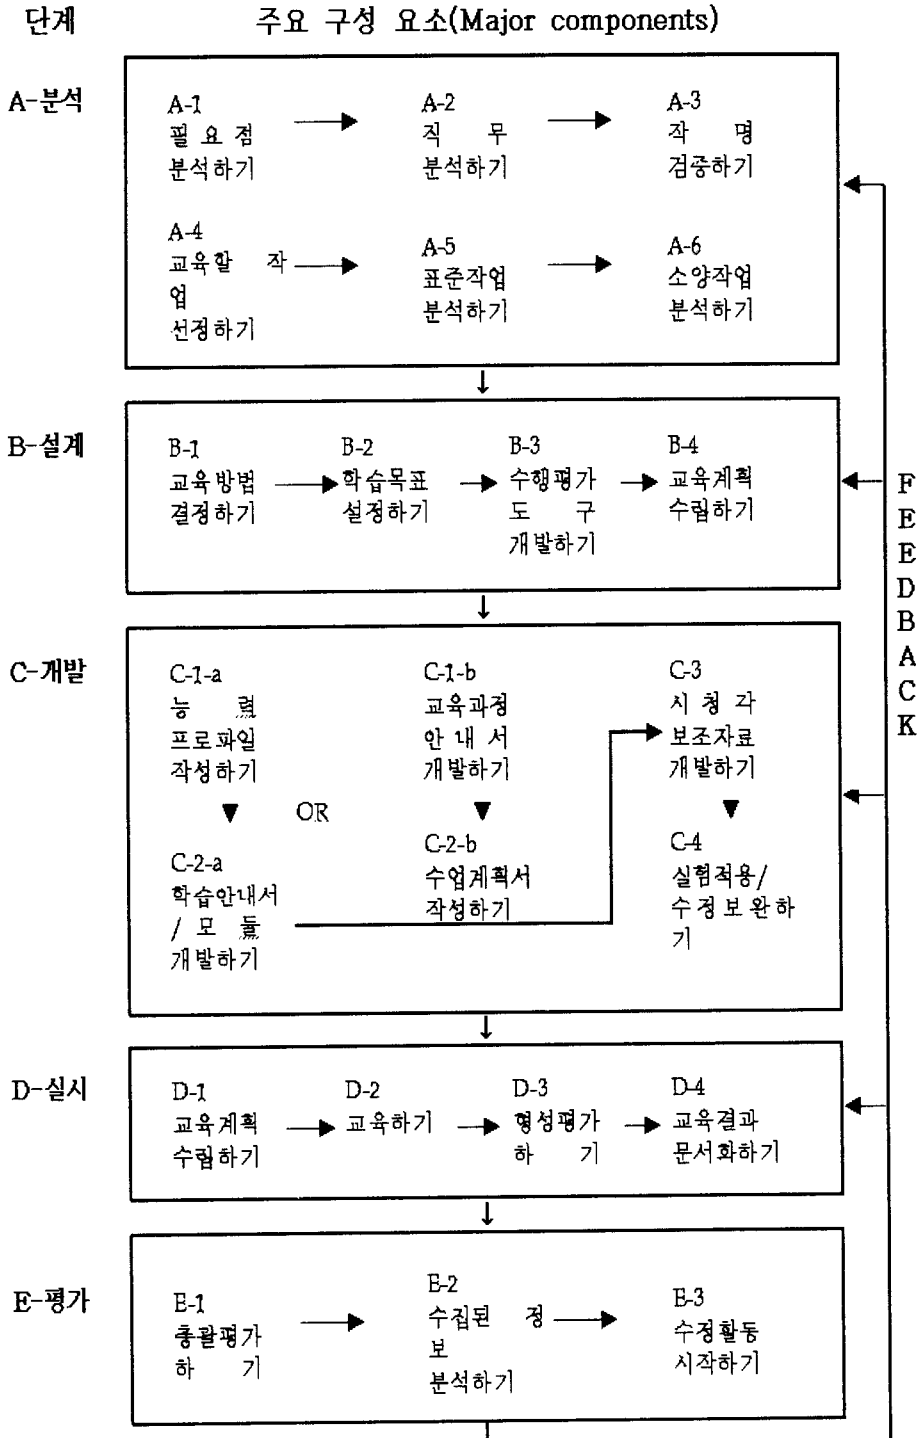 단계 주요 구성 요소(Major components)
A-분석
A-1
필 요 점
분석하기
A-2
직 무
분석하기
A-3
작 명
검증하기
A-4
교육할 작
업
선정하기
A-5
표준작업
분석하기
A-6
소양작업
분석하기
B-설계
B-1
교육방법
결정하기
B-2
학습목표
설정하기
B-3
수행평가
도 구
개발하기
B-4
교육계획
수립하기
C-개발
C-1-a
능 력
프로파일
작성하기
C-1-b
교육과정
안 내 서
개발하기
C-3
시 청 각
보조자료
개발하기
OR
C-2-a
학습안내서
/ 모 듈
개발하기
C-2-b
수업계획서
작성하기
C-4
실험적용/
수정보완하
기
D-실시
D-1
교육계획
수립하기
D-2
교육하기
D-3
형성평가
하 기
D-4
교육결과
문서화하기
E-평가
E-1
총괄평가
하 기
E-2
수집된 정
보
분석하기
E-3
수정활동
시작하기
F
E
E
D
B
A
C
K